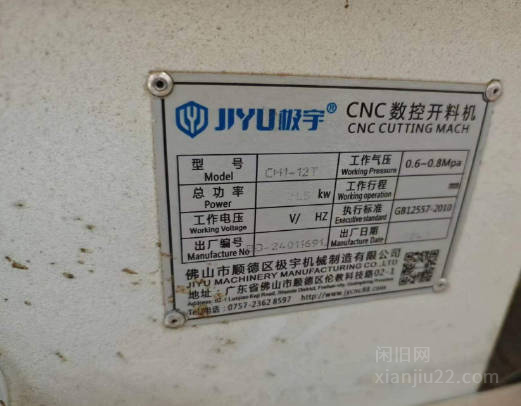 JIYU极宇® CNC数控开料机
CNC CUTTING MACH
型号 Model CH1-12T 工作气压 Working Pressure 0.6-0.8Mpa
总功率 Power kw 工作行程 Working operation mm
工作电压 Working Voltage V/ HZ 执行标准 Executive standard GB12557-2010
出厂编号 Manufacture No 出厂日期 Manufacture Date
佛山市顺德区极宇机械制造有限公司
JIYU MACHINERY MANUFACTURING CO.,LTD
地址: 广东省佛山市顺德区伦教科技路02-1
Tel/电话: 0757-2362 8597
闲旧网
xianjiu22.com